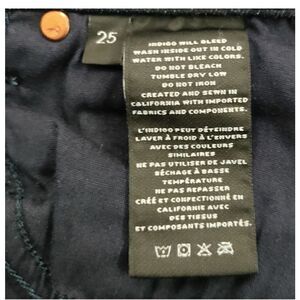 25
INDIGO WILL BLEED
WASH INSIDE OUT IN COLD
WATER WITH LIKE COLORS.
DO NOT BLEACH
TUMBLE DRY LOW
DO NOT IRON
CREATED AND SEWN IN
CALIFORNIA WITH IMPORTED
FABRICS AND COMPONENTS.
L'INDIGO PEUT DÉTEINDRE
LAVER À FROID À L'ENVERS
AVEC DES COULEURS
SIMILAIRES
NE PAS UTILISER DE JAVEL
SÉCHAGE À BASSE
TEMPÉRATURE
NE PAS REPASSER
CRÉÉ ET CONFECTIONNÉ EN
CALIFORNIE AVEC
DES TISSUS
ET COMPOSANTS IMPORTÉS.